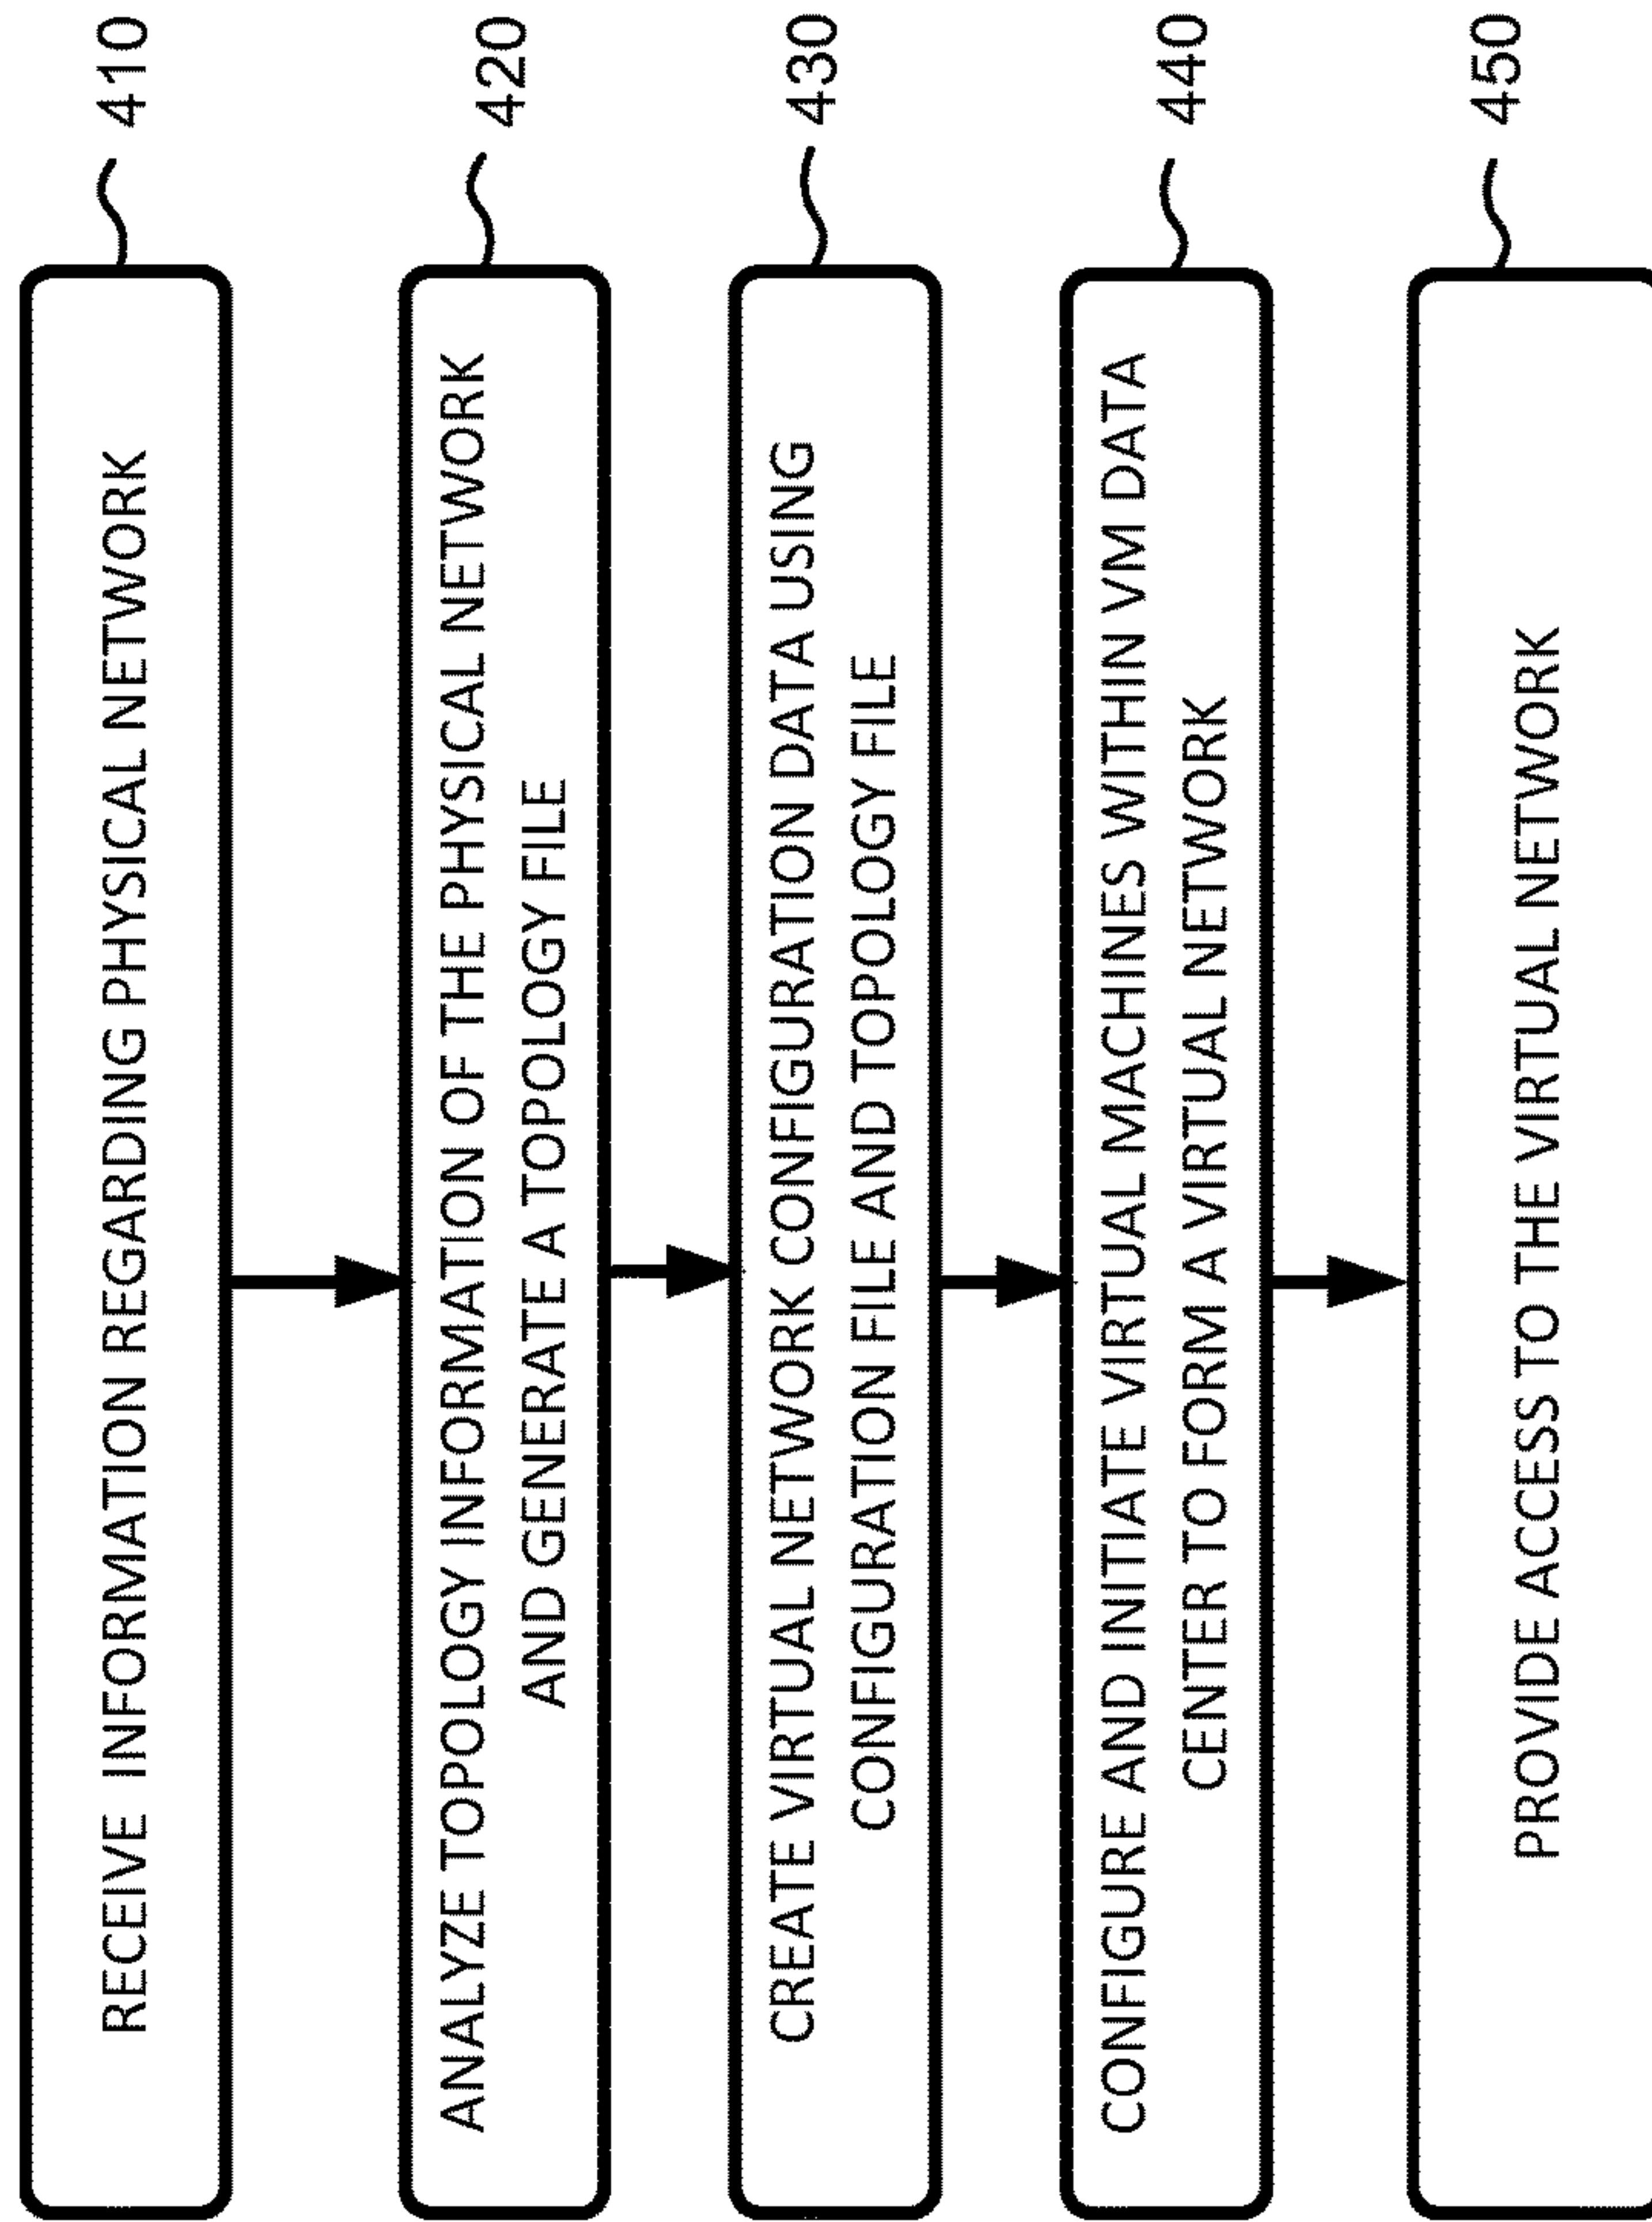 RECEIVE INFORMATION REGARDING PHYSICAL NETWORK
410
ANALYZE TOPOLOGY INFORMATION OF THE PHYSICAL NETWORK
AND GENERATE A TOPOLOGY FILE
420
CREATE VIRTUAL NETWORK CONFIGURATION DATA USING
CONFIGURATION FILE AND TOPOLOGY FILE
430
CONFIGURE AND INITIATE VIRTUAL MACHINES WITHIN VM DATA
CENTER TO FORM A VIRTUAL NETWORK
440
PROVIDE ACCESS TO THE VIRTUAL NETWORK
450